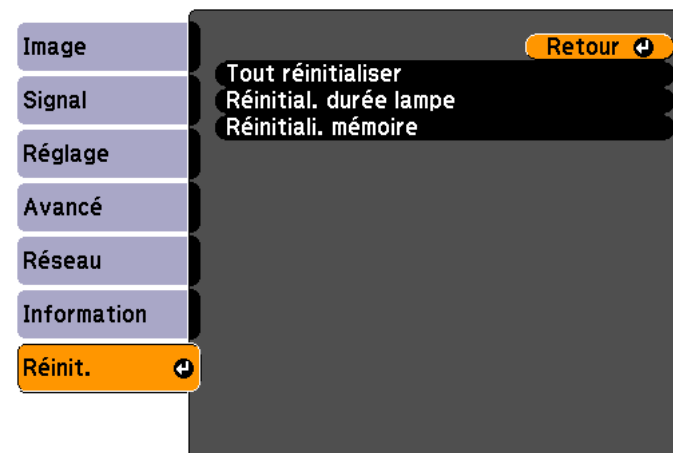 Image
Signal
Réglage
Avancé
Réseau
Information
Réinit.
Retour
Tout réinitialiser
Réinitial. durée lampe
Réinitiali. mémoire